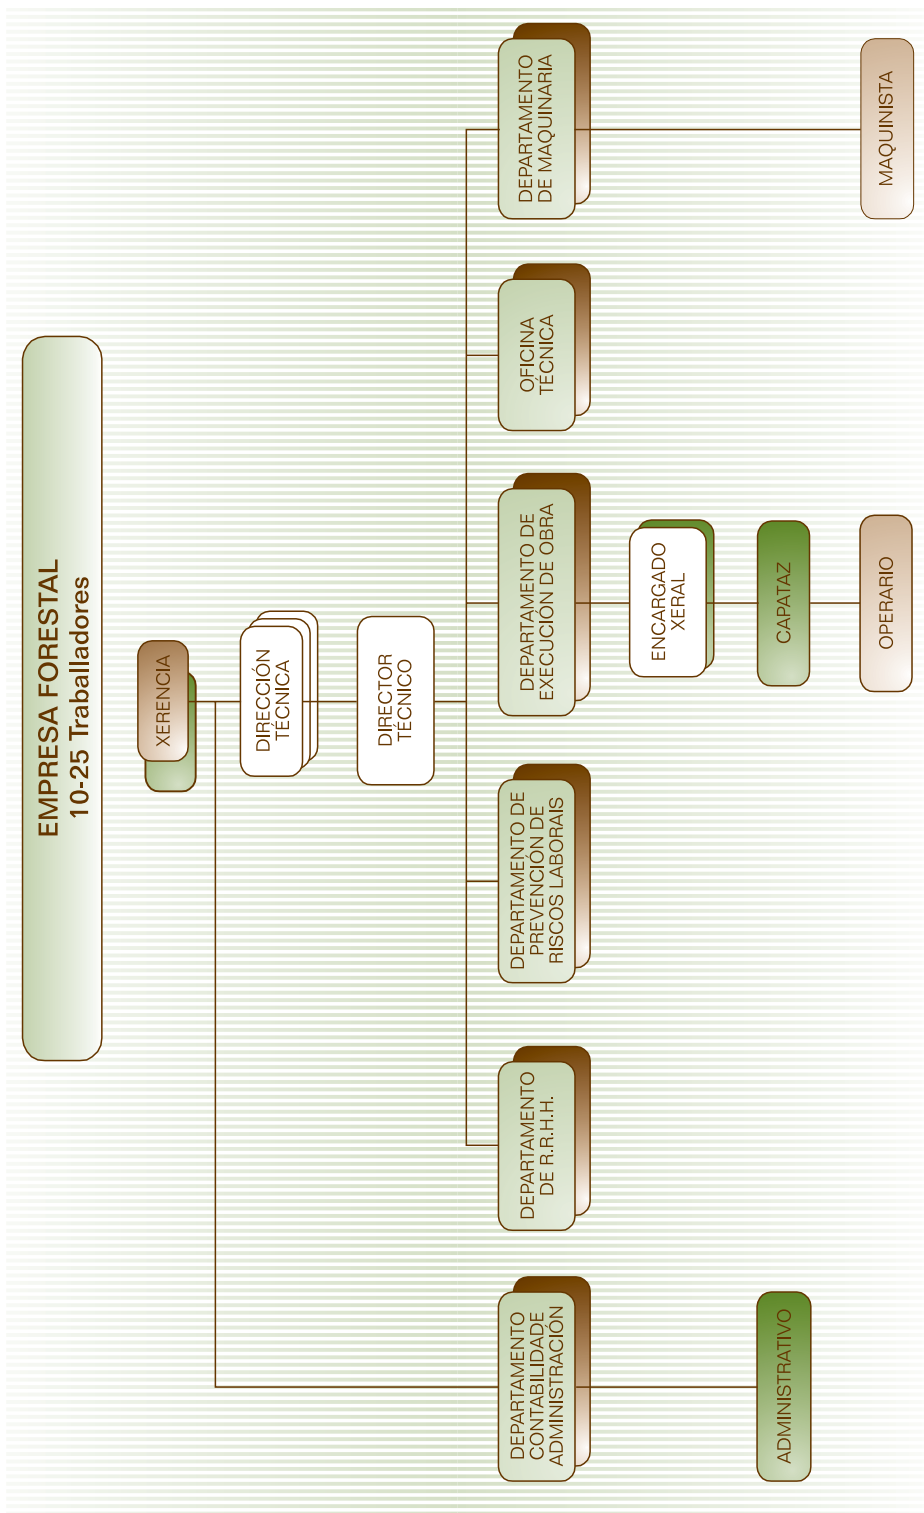 EMPRESA FORESTAL
10-25 Traballadores
XERENCIA
DIRECCIÓN
TÉCNICA
DIRECTOR
TÉCNICO
DEPARTAMENTO
CONTABILIDADE
ADMINISTRACIÓN
DEPARTAMENTO
DE R.R.H.H.
DEPARTAMENTO DE
PREVENCIÓN DE
RISCOS LABORAIS
DEPARTAMENTO DE
EXECUCIÓN DE OBRA
OFICINA
TÉCNICA
DEPARTAMENTO
DE MAQUINARIA
ENCARGADO
XERAL
ADMINISTRATIVO
CAPATAZ
OPERARIO
MAQUINISTA